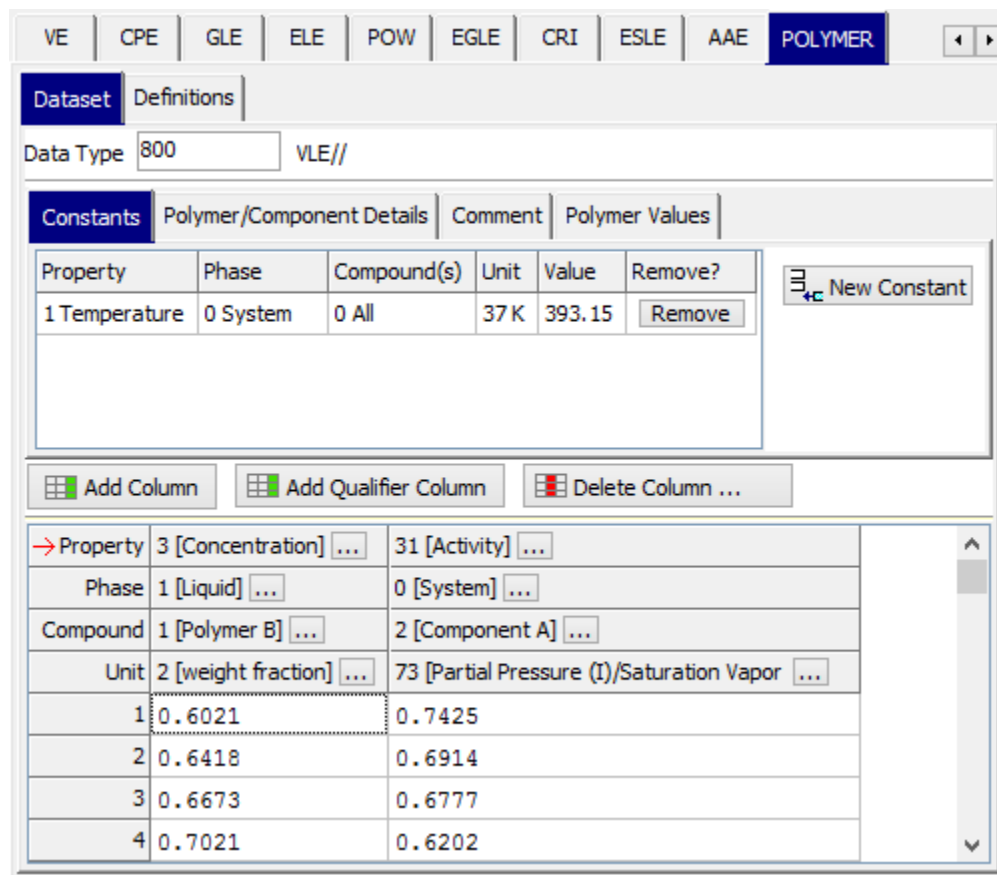 VE CPE GLE ELE POW EGLE CRI ESLE AAE POLYMER
Dataset Definitions
Data Type 800 VLE//
Constants Polymer/Component Details Comment Polymer Values
Property Phase Compound(s) Unit Value Remove?
1 Temperature 0 System 0 All 37 K 393.15 Remove
New Constant
Add Column Add Qualifier Column Delete Column ...
Property 3 [Concentration] ... 31 [Activity] ...
Phase 1 [Liquid] ... 0 [System] ...
Compound 1 [Polymer B] ... 2 [Component A] ...
Unit 2 [weight fraction] ... 73 [Partial Pressure (I)/Saturation Vapor ...
1 0.6021 0.7425
2 0.6418 0.6914
3 0.6673 0.6777
4 0.7021 0.6202